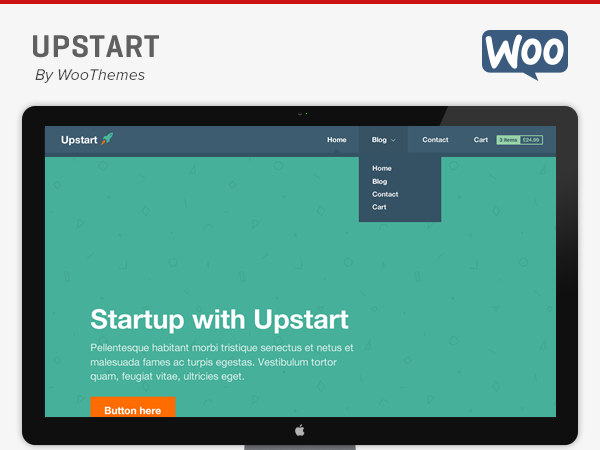 UPSTART
By WooThemes
WOO
Upstart
Home Blog Contact Cart 3 items £24.99
Home
Blog
Contact
Cart
Startup with Upstart
Pellentesque habitant morbi tristique senectus et netus et
malesuada fames ac turpis egestas. Vestibulum tortor
quam, feugiat vitae, ultricies eget.
Button here